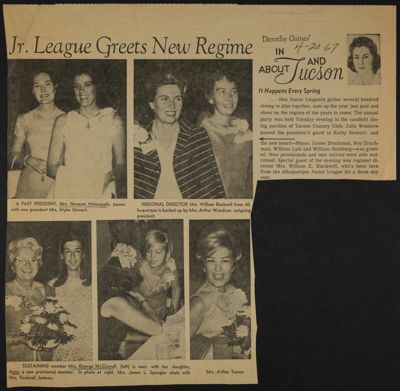 Jr. League Greets New Regime
A PAST PRESIDENT, Mrs. Newson Holesapple, pauses
with new president Mrs. Myles Stewart.
REGIONAL DIRECTOR Mrs. William Blackwell from Al-
buquerque is backed up by Mrs. Arthur Woodrow, outgoing
president.
SUSTAINING member Mrs. George McConnell, (left) is seen with her daughter,
a new provisional member. In photo at right, Mrs. James L. Spangler chats with
Mrs. Rockwell Jackson.
Mrs. Arthur Tanner
Dorothy Gaines'
4-20 67
IN
AND
ABOUT Tucson
It Happens Every Spring
. . . that Junior Leaguers gather several hundred
strong to dine together, sum up the year just past and
cheer on the regime of the years to come. The annual
party was held Tuesday evening in the candlelit din-
ing pavilion of Tucson Country Club. Julie Woodrow
passed the president's gavel to Kathy Stewart; and
the new board—Mmes. James Drachman, Roy Drach-
man, William Lyle and William Goldberg—was greet-
ed. New provisionals and new actives were also wel-
comed. Special guest of the evening was regional di-
rector Mrs. William E. Blackwell, who's been here
from the Albuquerque Junior League for a three day
visit.